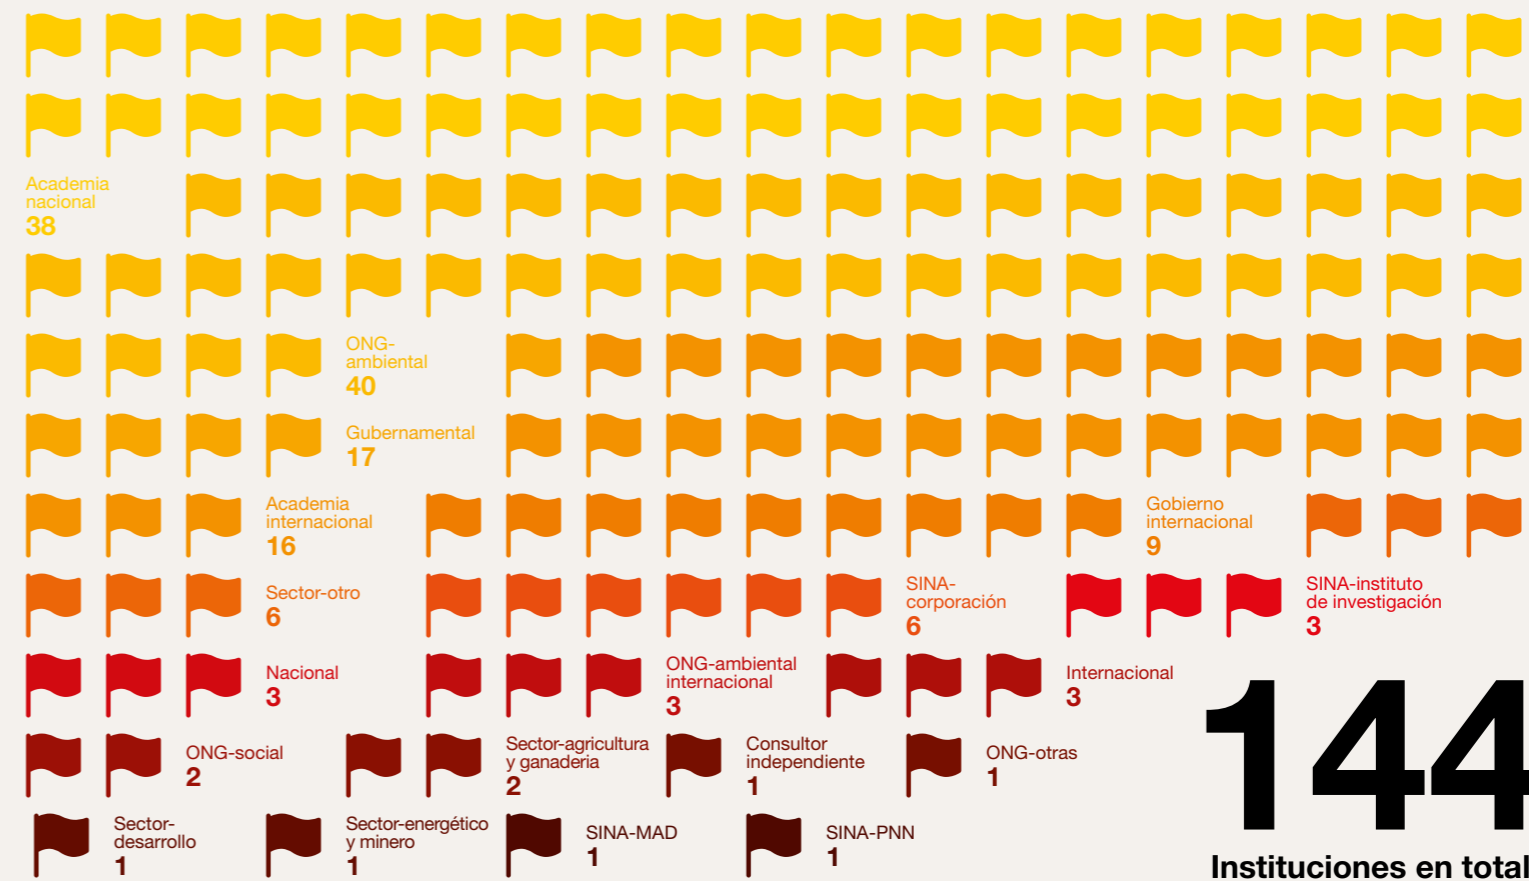 Academia
nacional
38
ONG-
ambiental
40
Gubernamental
17
Academia
internacional
16
Gobierno
internacional
9
Sector-otro
6
SINA-
corporación
6
SINA-instituto
de investigación
3
Nacional
3
ONG-ambiental
internacional
3
Internacional
3
ONG-social
2
Sector-agricultura
y ganaderia
2
Consultor
independiente
1
ONG-otras
1
Sector-
desarrollo
1
Sector-energético
y minero
1
SINA-MAD
1
SINA-PNN
1
144
Instituciones en total